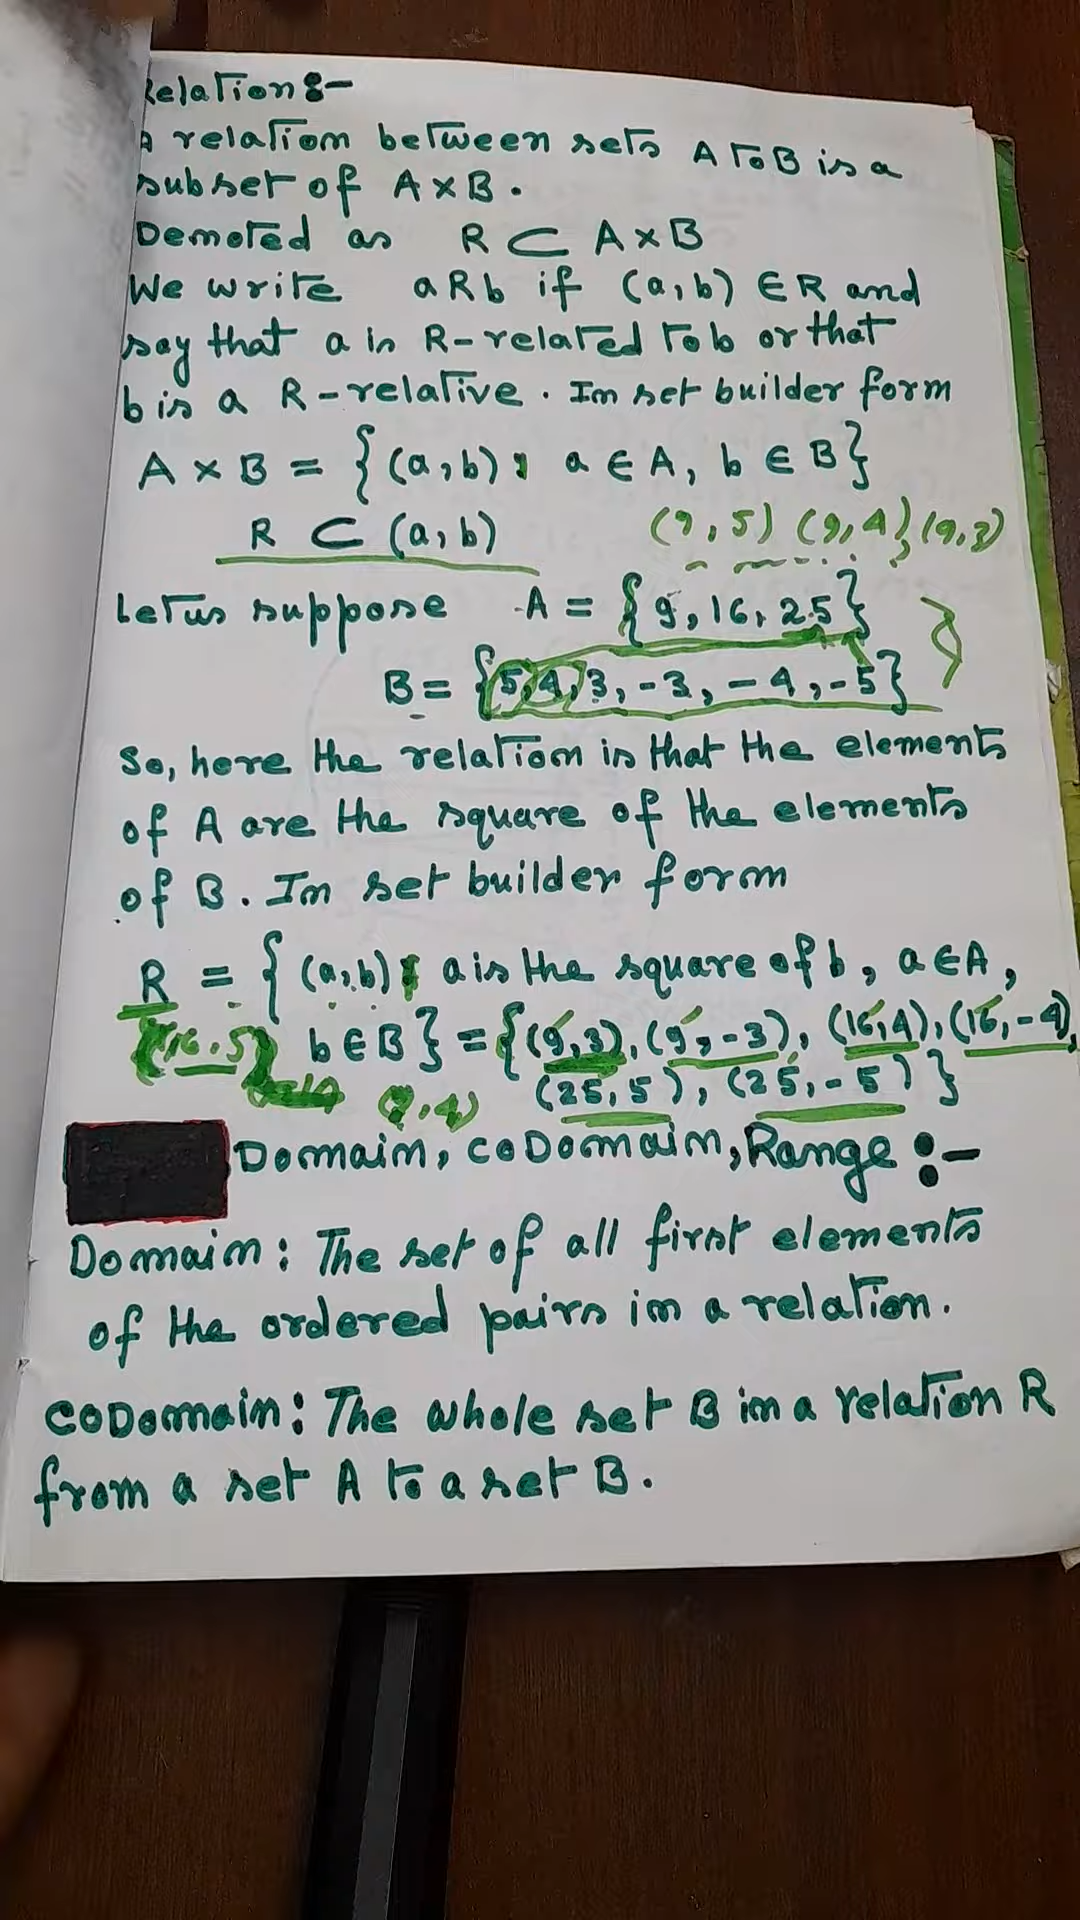 Relation :-
A relation between sets A to B is a
subset of A × B.
Denoted as R ⊂ A × B
We write aRb if (a,b) ∈ R and
say that a is R-related to b or that
b is a R-relative. In set builder form
A × B = {(a,b): a ∈ A, b ∈ B}
R ⊂ (a,b)
(9,5) (9,4), (9,3)
Let us suppose A = {9, 16, 25}
B = {5, 4, 3, -3, -4, -5}
So, here the relation is that the elements
of A are the square of the elements
of B. In set builder form
R = {(a,b): a is the square of b, a ∈ A,
(16,5) b ∈ B} = {(9,3), (9,-3), (16,4), (16,-4),
(9,4) (25,5), (25,-5)}
Domain, CoDomain, Range :-
Domain: The set of all first elements
of the ordered pairs in a relation.
CoDomain: The whole set B in a relation R
from a set A to a set B.